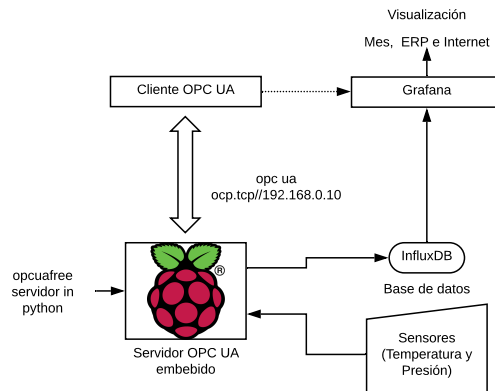 Visualización
Mes, ERP e Internet
Cliente OPC UA
Grafana
opc ua
ocp.tcp//192.168.0.10
®
InfluxDB
Base de datos
opcuafree
servidor in
python
Servidor OPC UA
embebido
Sensores
(Temperatura y
Presión)